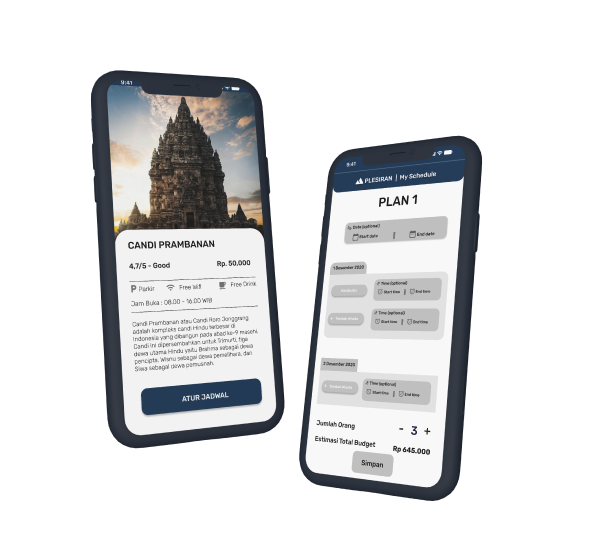 9:41
CANDI PRAMBANAN
4.7/5 - Good
Rp. 50,000
Parkir
Free Wifi
Free Drink
Jam Buka : 08.00 - 16.00 WIB
Candi Prambanan atau Candi Roro Jonggrang
adalah kompleks candi Hindu terbesar di
Indonesia yang dibangun pada abad ke-9 masehi.
Candi ini dipersembahkan untuk Trimurti, tiga
dewa utama Hindu yaitu Brahma sebagai dewa
pencipta, Wisnu sebagai dewa pemelihara, dan
Siwa sebagai dewa pemusnah.
ATUR JADWAL
9:41
PLESIRAN | My Schedule
PLAN 1
Date (optional)
Start date | End date
1 Desember 2020
Time (optional)
Start time | End time
Time (optional)
Start time | End time
2 Desember 2020
Time (optional)
Start time | End time
Jumlah Orang
- 3 +
Estimasi Total Budget
Rp 645.000
Simpan